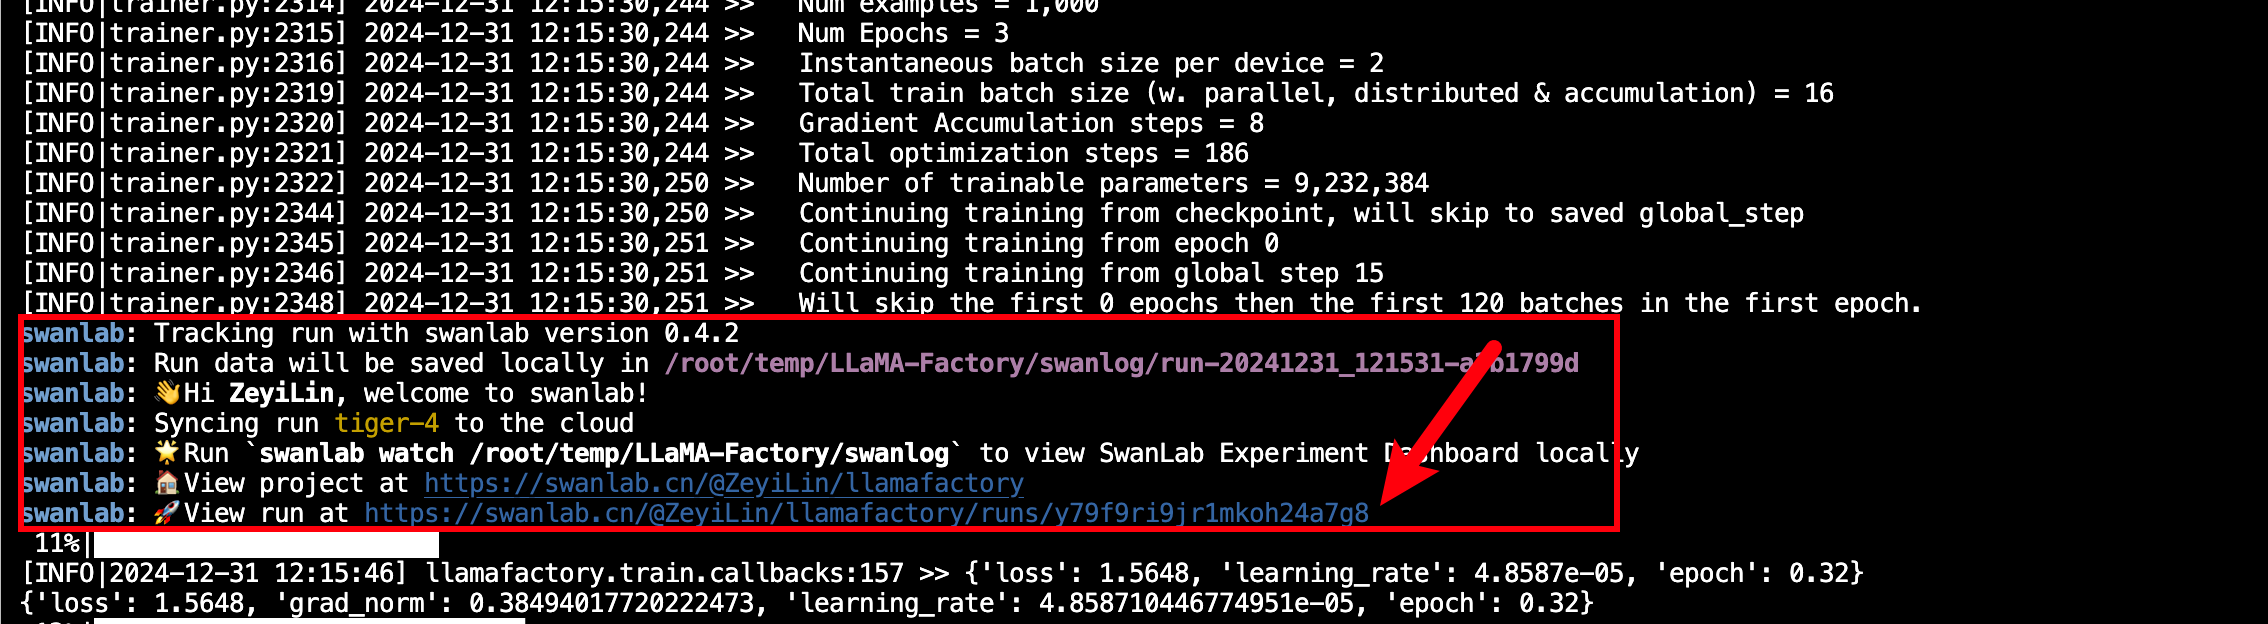 [INFO|trainer.py:2314] 2024-12-31 12:15:30,244 >>   Num examples = 1,000
[INFO|trainer.py:2315] 2024-12-31 12:15:30,244 >>   Num Epochs = 3
[INFO|trainer.py:2316] 2024-12-31 12:15:30,244 >>   Instantaneous batch size per device = 2
[INFO|trainer.py:2319] 2024-12-31 12:15:30,244 >>   Total train batch size (w. parallel, distributed & accumulation) = 16
[INFO|trainer.py:2320] 2024-12-31 12:15:30,244 >>   Gradient Accumulation steps = 8
[INFO|trainer.py:2321] 2024-12-31 12:15:30,244 >>   Total optimization steps = 186
[INFO|trainer.py:2322] 2024-12-31 12:15:30,250 >>   Number of trainable parameters = 9,232,384
[INFO|trainer.py:2344] 2024-12-31 12:15:30,250 >>   Continuing training from checkpoint, will skip to saved global_step
[INFO|trainer.py:2345] 2024-12-31 12:15:30,251 >>   Continuing training from epoch 0
[INFO|trainer.py:2346] 2024-12-31 12:15:30,251 >>   Continuing training from global step 15
[INFO|trainer.py:2348] 2024-12-31 12:15:30,251 >>   Will skip the first 0 epochs then the first 120 batches in the first epoch.
swanlab: Tracking run with swanlab version 0.4.2
swanlab: Run data will be saved locally in
swanlab: 👋Hi ZeyiLin, welcome to swanlab!
swanlab: Syncing run tiger-4 to the cloud
swanlab: 🌟Run `swanlab watch /root/temp/LLaMA-Factory/swanlog` to view SwanLab Experiment Dashboard locally
swanlab: 🏠View project at https://swanlab.cn/@ZeyiLin/llamafactory
swanlab: 🚀View run at https://swanlab.cn/@ZeyiLin/llamafactory/runs/y79f9ri9jr1mkoh24a7g8
11%|
[INFO|2024-12-31 12:15:46] llamafactory.train.callbacks:157 >> {'loss': 1.5648, 'learning_rate': 4.8587e-05, 'epoch': 0.32}
{'loss': 1.5648, 'grad_norm': 0.38494017720222473, 'learning_rate': 4.858710446774951e-05, 'epoch': 0.32}